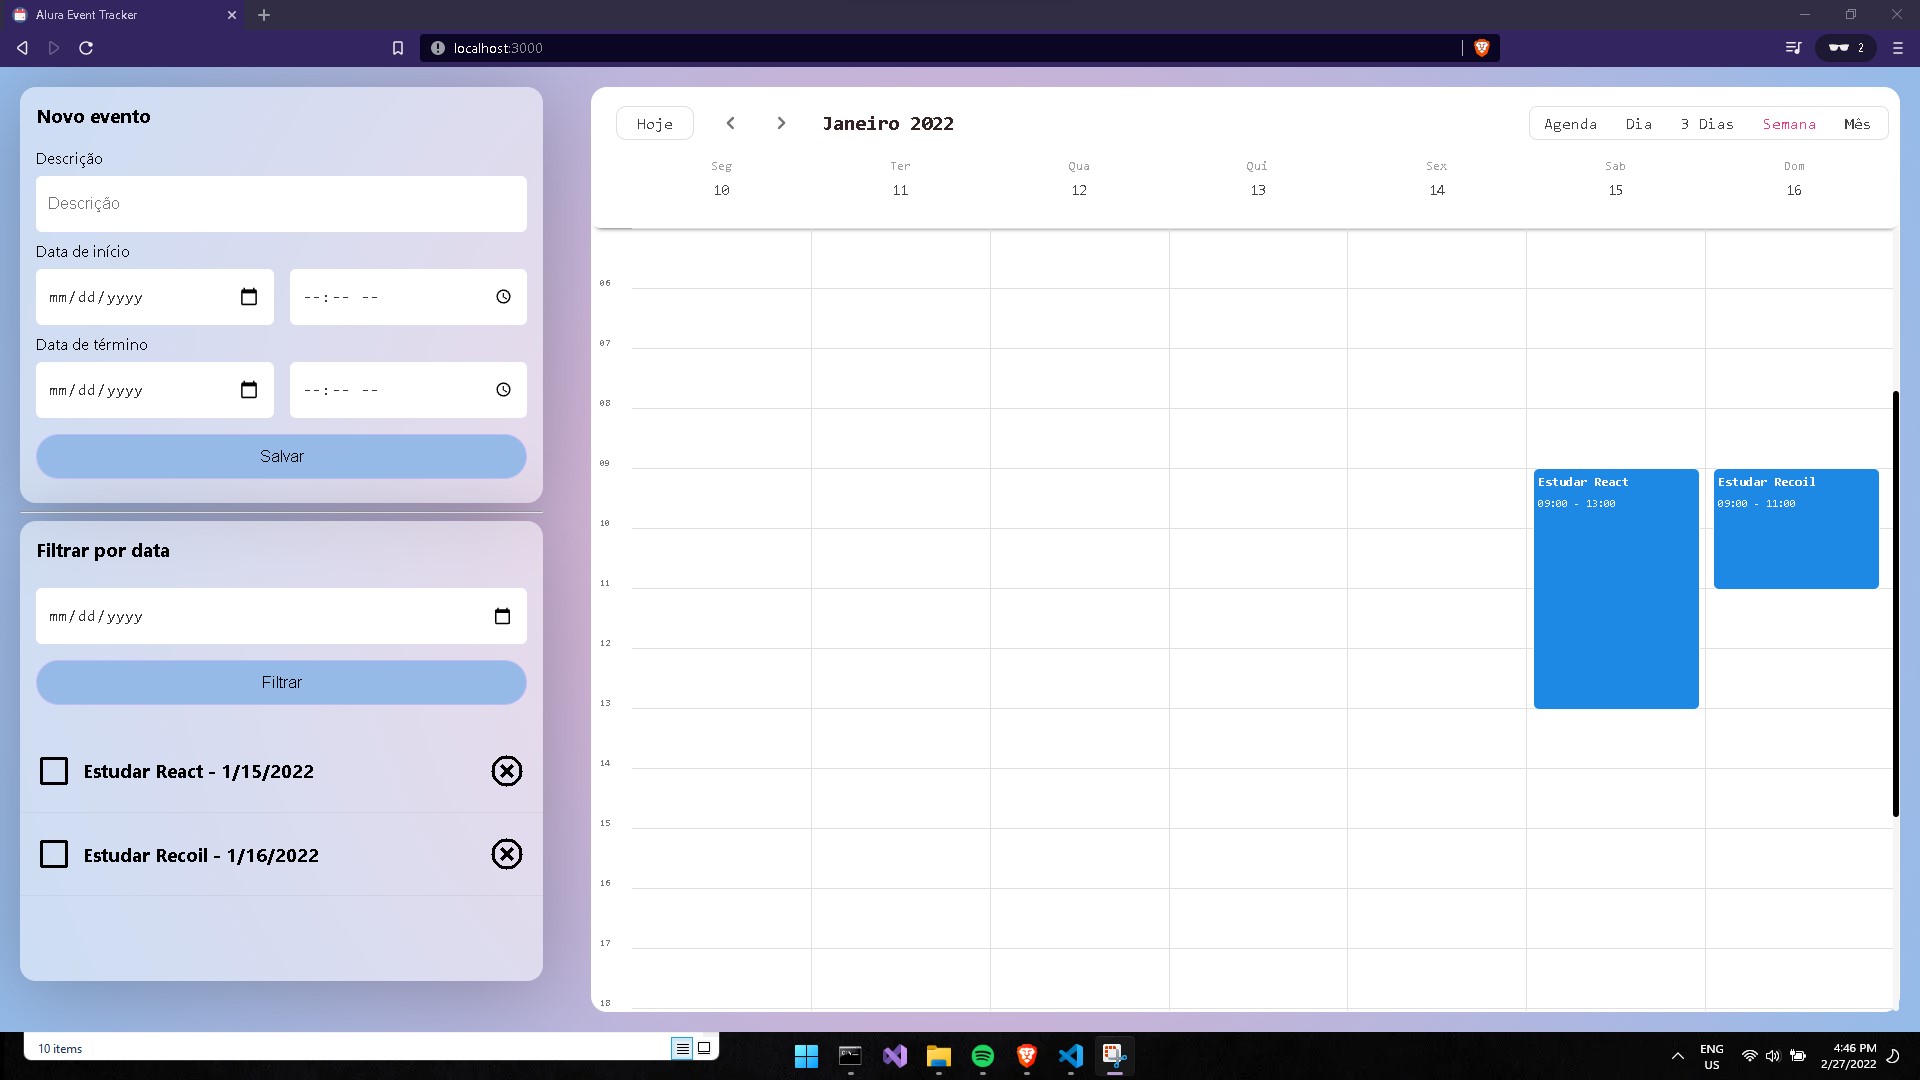 Alura Event Tracker
localhost:3000
2
Novo evento
Descrição
Descrição
Data de início
mm/dd/yyyy
--:-- --
Data de término
mm/dd/yyyy
--:-- --
Salvar
Filtrar por data
mm/dd/yyyy
Filtrar
Estudar React - 1/15/2022
Estudar Recoil - 1/16/2022
Hoje
Janeiro 2022
Agenda Dia 3 Dias Semana Mês
Seg Ter Qua Qui Sex Sab Dom
10 11 12 13 14 15 16
06
07
08
09
Estudar React
09:00 - 13:00
Estudar Recoil
09:00 - 11:00
10
11
12
13
14
15
16
17
18
10 items
ENG
US
4:46 PM
2/27/2022